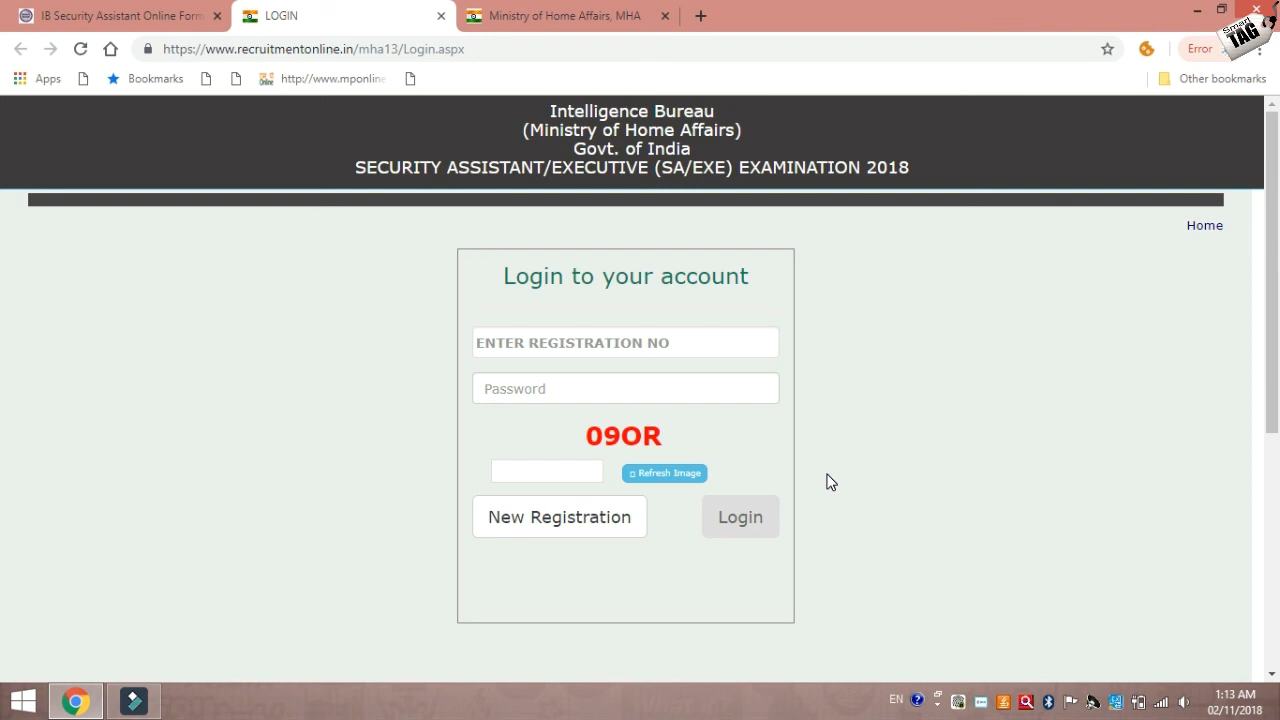 IB Security Assistant Online Form
LOGIN
Ministry of Home Affairs, MHA
https://www.recruitmentonline.in/mha13/Login.aspx
Error
Smart
TAG
Apps
Bookmarks
Online
http://www.mponline
Other bookmarks
Intelligence Bureau
(Ministry of Home Affairs)
Govt. of India
SECURITY ASSISTANT/EXECUTIVE (SA/EXE) EXAMINATION 2018
Home
Login to your account
ENTER REGISTRATION NO
Password
09OR
Refresh Image
New Registration
Login
EN
1:13 AM
02/11/2018